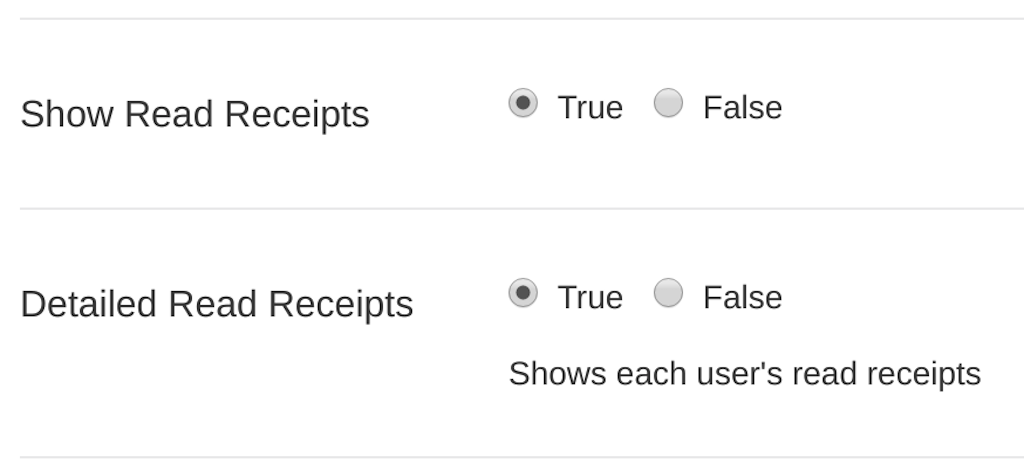 Show Read Receipts
True False
Detailed Read Receipts
True False
Shows each user's read receipts